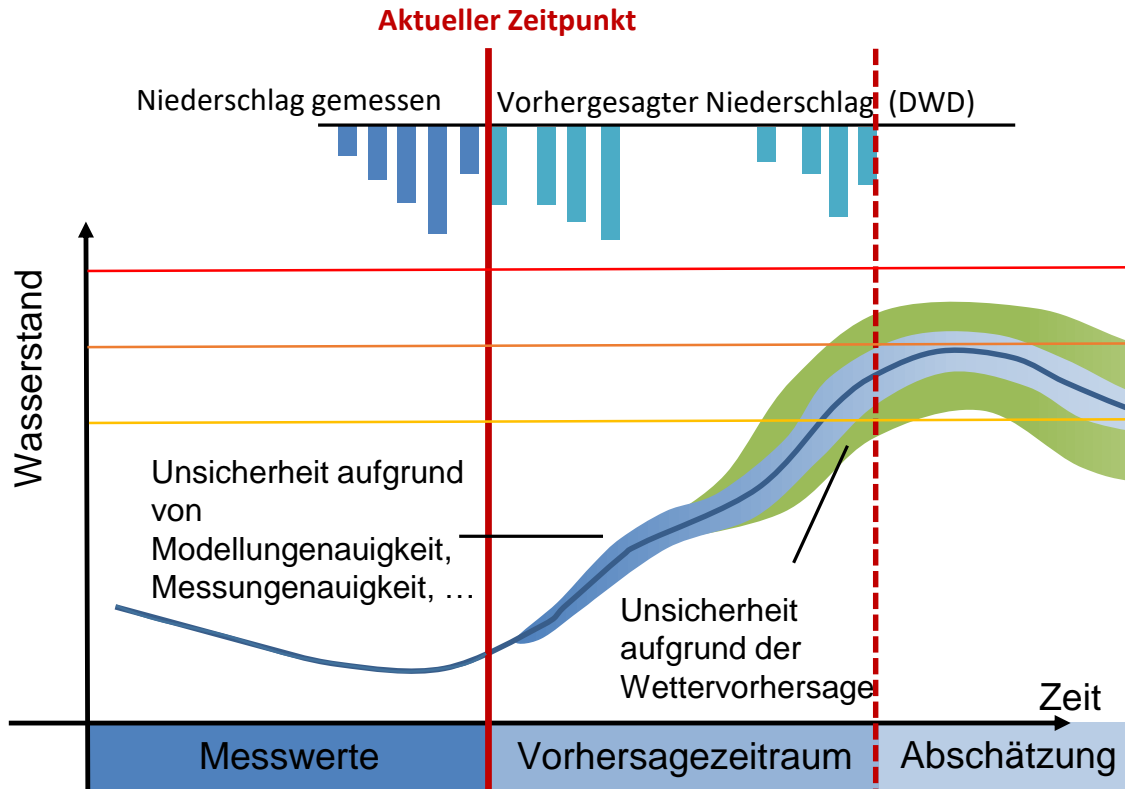 Aktueller Zeitpunkt
Niederschlag gemessen
Vorhergesagter Niederschlag (DWD)
Wasserstand
Unsicherheit aufgrund
von
Modellungenauigkeit,
Messungenauigkeit, …
Unsicherheit
aufgrund der
Wettervorhersage
Zeit
Messwerte
Vorhersagezeitraum
Abschätzung